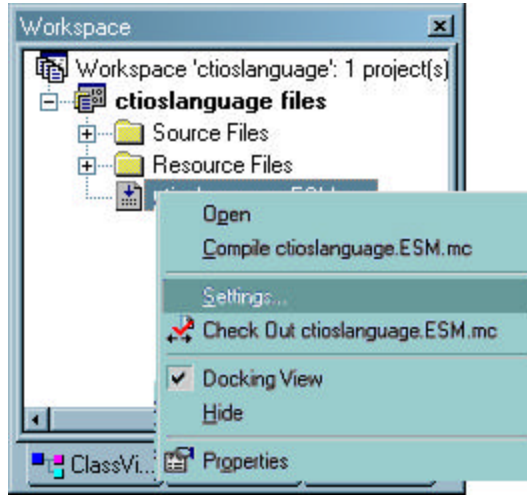 Workspace
Workspace 'ctioslanguage': 1 project(s)
ctioslanguage files
Source Files
Resource Files
Open
Compile ctioslanguage.ESM.mc
Settings...
Check Out ctioslanguage.ESM.mc
Docking View
Hide
ClassVi...
Properties